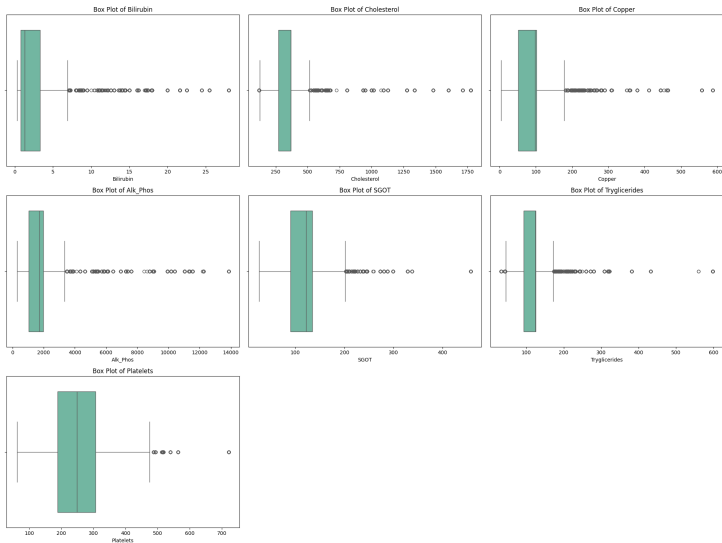 Box Plot of Bilirubin
0 5 10 15 20 25
Bilirubin
Box Plot of Cholesterol
250 500 750 1000 1250 1500 1750
Cholesterol
Box Plot of Copper
0 100 200 300 400 500 600
Copper
Box Plot of Alk_Phos
0 2000 4000 6000 8000 10000 12000 14000
Alk_Phos
Box Plot of SGOT
100 200 300 400
SGOT
Box Plot of Tryglicerides
100 200 300 400 500 600
Tryglicerides
Box Plot of Platelets
100 200 300 400 500 600 700
Platelets